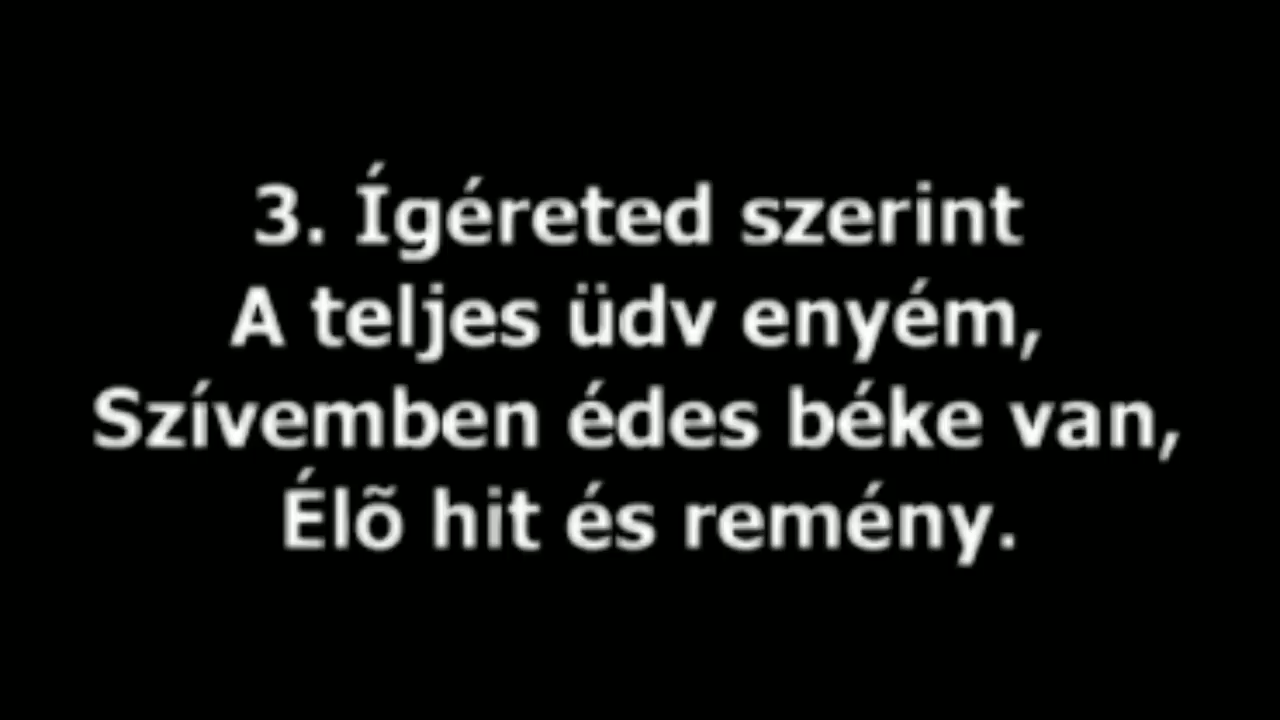 3. Ígéreted szerint
A teljes üdv enyém,
Szívemben édes béke van,
Élõ hit és remény.